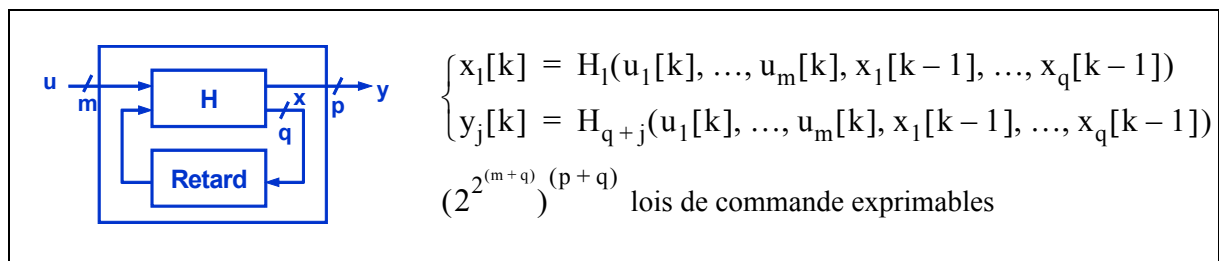 u
m
H
x
q
p
y
Retard
x_l[k] = H_l(u_1[k], …, u_m[k], x_1[k – 1], …, x_q[k – 1])
y_j[k] = H_{q + j}(u_1[k], …, u_m[k], x_1[k – 1], …, x_q[k – 1])
(2^{2^{(m + q)}})^{(p + q)} lois de commande exprimables